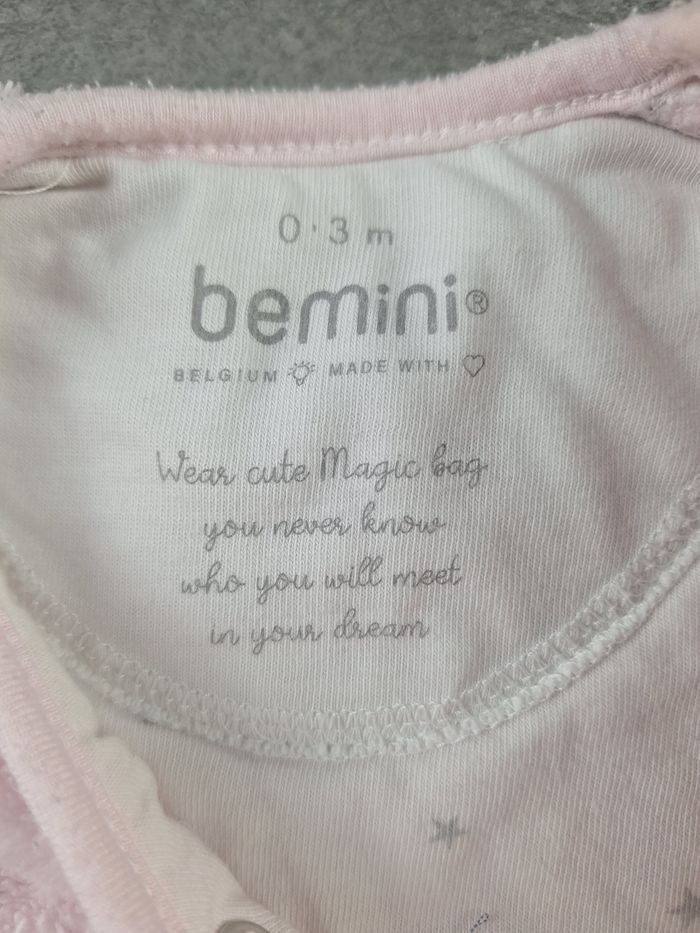 0·3 m
bemini®
BELGIUM MADE WITH
Wear cute Magic bag
you never know
who you will meet
in your dream